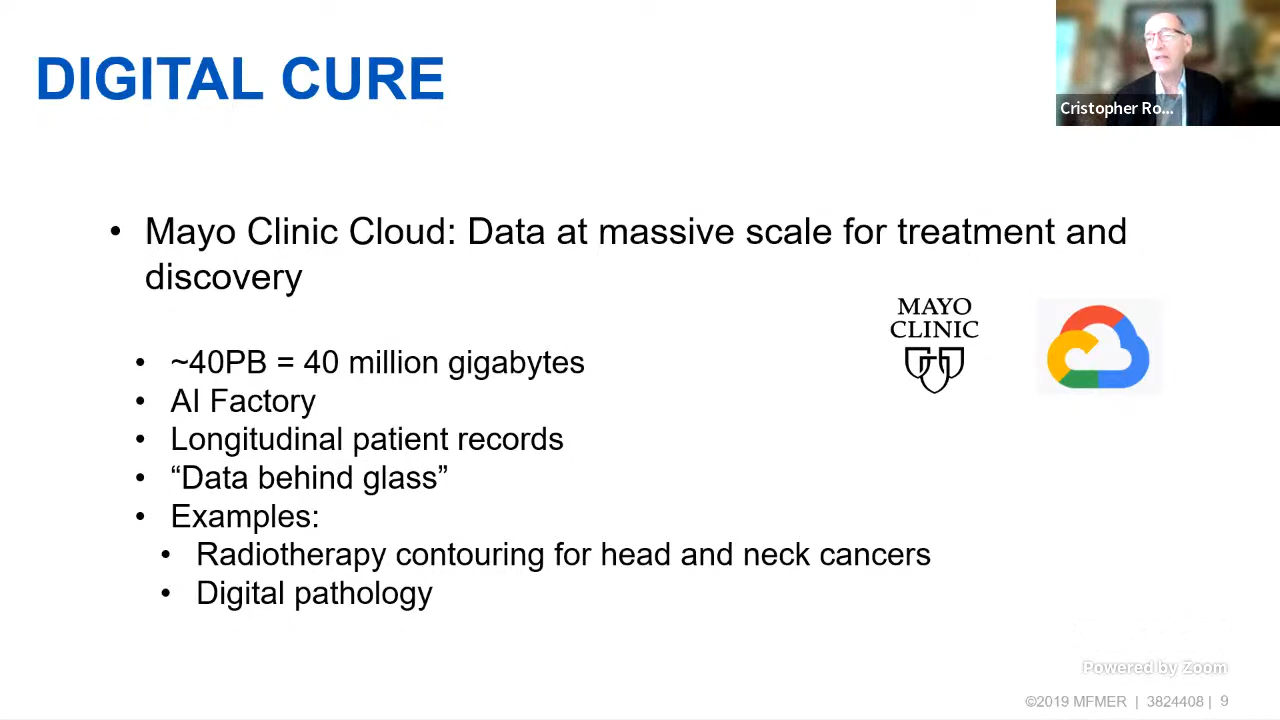 DIGITAL CURE
Cristopher Ro...
• Mayo Clinic Cloud: Data at massive scale for treatment and
discovery
MAYO
CLINIC
• ~40PB = 40 million gigabytes
• AI Factory
• Longitudinal patient records
• “Data behind glass”
• Examples:
• Radiotherapy contouring for head and neck cancers
• Digital pathology
Powered by Zoom
©2019 MFMER | 3824408 | 9